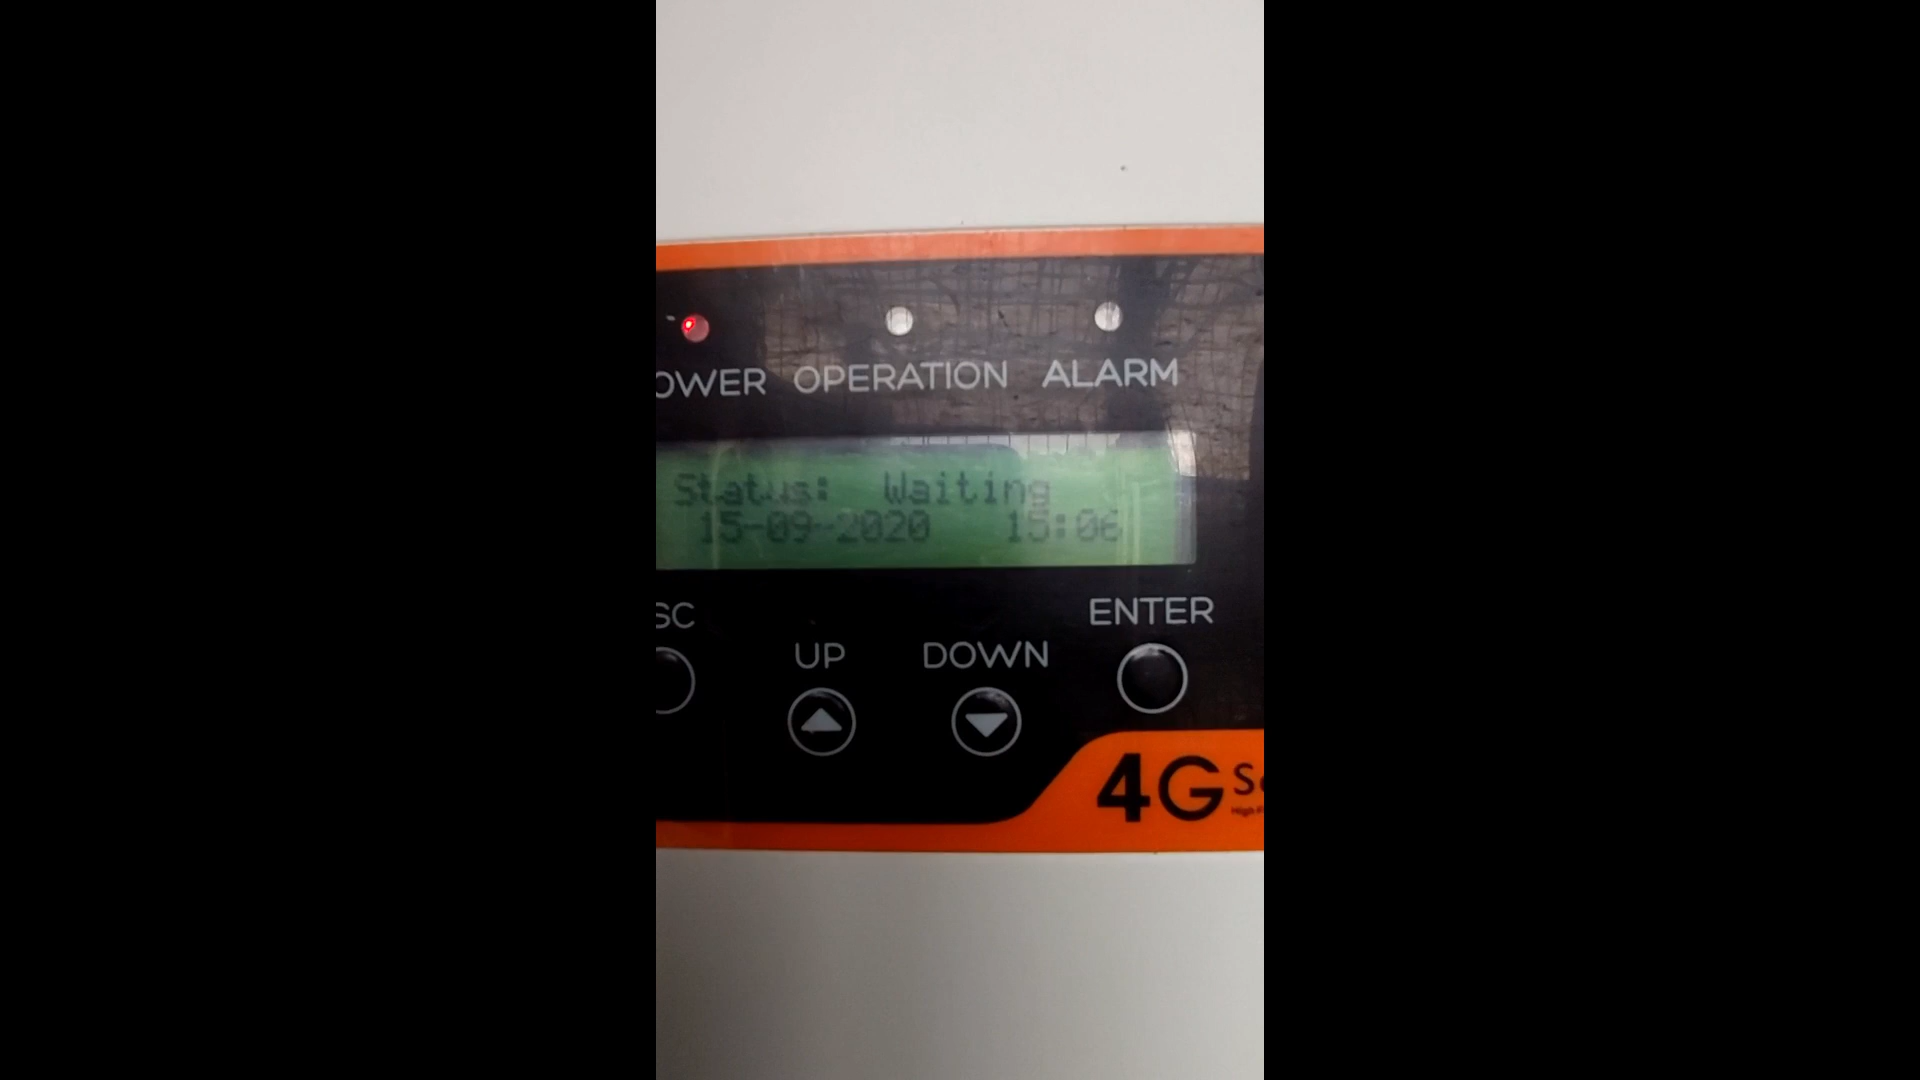 OWER OPERATION ALARM
Status: Waiting
15-09-2020 15:06
SC UP DOWN ENTER
4G